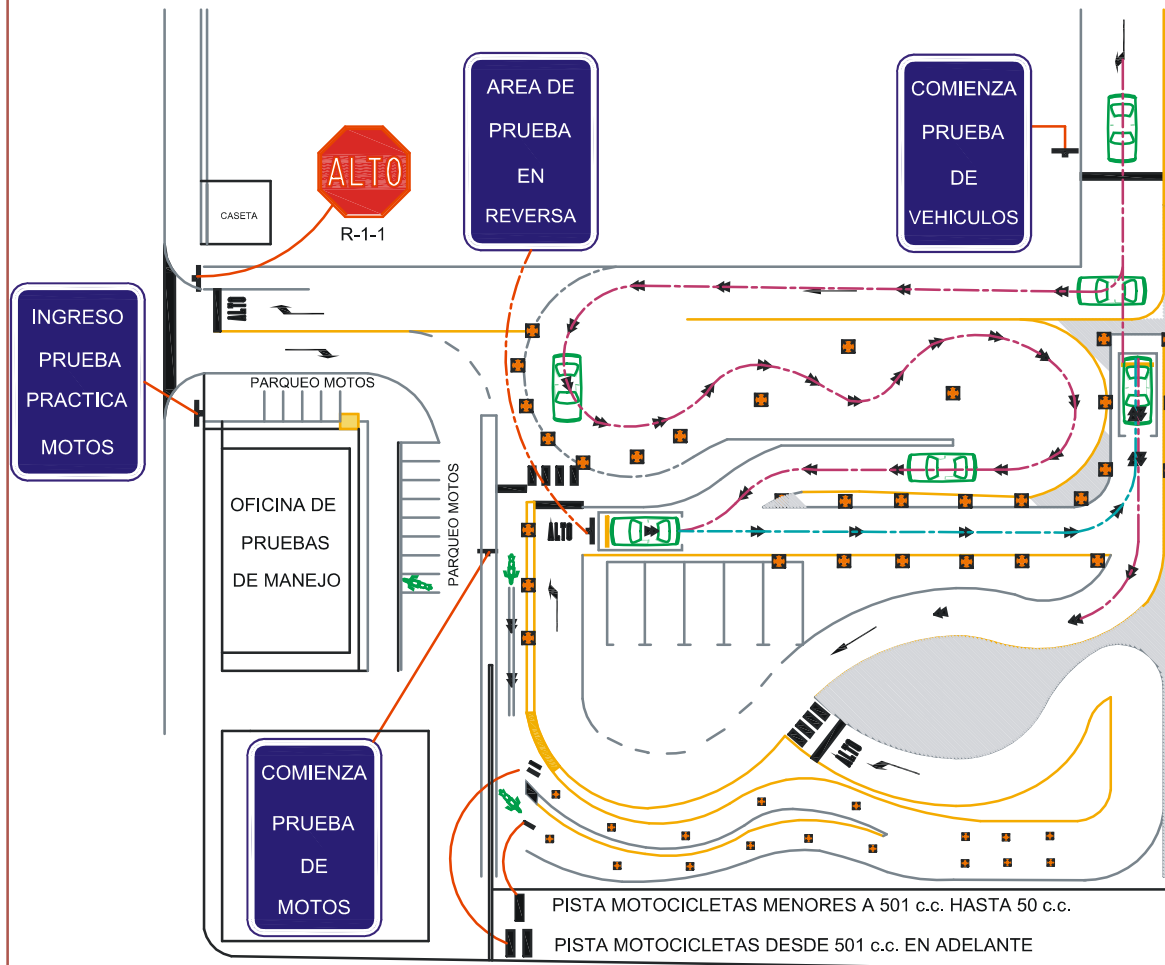 AREA DE
PRUEBA
EN
REVERSA
COMIENZA
PRUEBA
DE
VEHICULOS
ALTO
R-1-1
CASETA
INGRESO
PRUEBA
PRACTICA
MOTOS
ALTO
PARQUEO MOTOS
OFICINA DE
PRUEBAS
DE MANEJO
PARQUEO MOTOS
ALTO
COMIENZA
PRUEBA
DE
MOTOS
ALTO
PISTA MOTOCICLETAS MENORES A 501 c.c. HASTA 50 c.c.
PISTA MOTOCICLETAS DESDE 501 c.c. EN ADELANTE